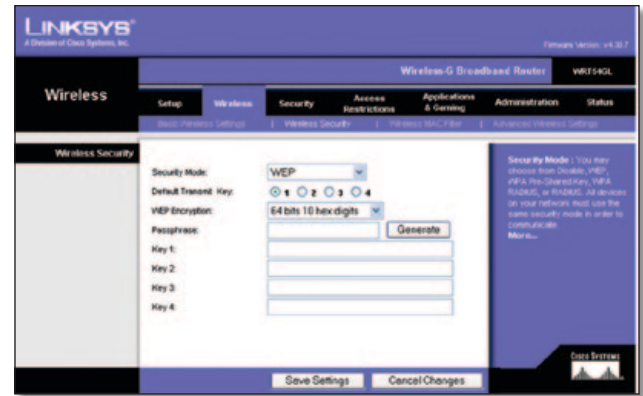 LINKSYS®
A Division of Cisco Systems, Inc.
Firmware Version: v4.30.7
Wireless-G Broadband Router WRT54GL
Wireless
Setup Wireless Security Access Restrictions Applications & Gaming Administration Status
Basic Wireless Settings | Wireless Security | Wireless MAC Filter | Advanced Wireless Settings
Wireless Security
Security Mode: WEP
Default Transmit Key: 1 2 3 4
WEP Encryption: 64 bits 10 hex digits
Passphrase: Generate
Key 1:
Key 2:
Key 3:
Key 4:
Security Mode : You may
choose from Disable, WEP,
WPA Pre-Shared Key, WPA
RADIUS, or RADIUS. All devices
on your network must use the
same security mode in order to
communicate
More...
Save Settings Cancel Changes
CISCO SYSTEMS